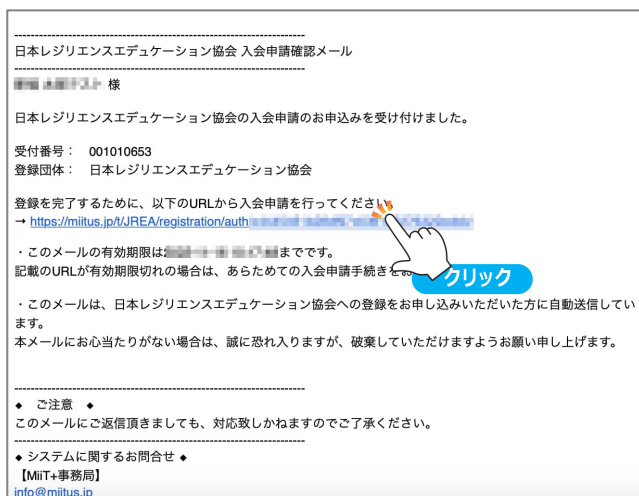 ----------------------------------------------------------------------
日本レジリエンスエデュケーション協会 入会申請確認メール
----------------------------------------------------------------------
様
日本レジリエンスエデュケーション協会の入会申請のお申込みを受け付けました。
受付番号： 001010653
登録団体： 日本レジリエンスエデュケーション協会
登録を完了するために、以下のURLから入会申請を行ってください。
→ https://miitus.jp/t/JREA/registration/auth
・このメールの有効期限は までです。
記載のURLが有効期限切れの場合は、あらためての入会申請手続きを
クリック
・このメールは、日本レジリエンスエデュケーション協会への登録をお申し込みいただいた方に自動送信してい
ます。
本メールにお心当たりがない場合は、誠に恐れ入りますが、破棄していただけますようお願い申し上げます。
----------------------------------------------------------------------
◆ ご注意 ◆
このメールにご返信頂きましても、対応致しかねますのでご了承ください。
----------------------------------------------------------------------
◆ システムに関するお問合せ ◆
【MiiT+事務局】
info@miitus.jp